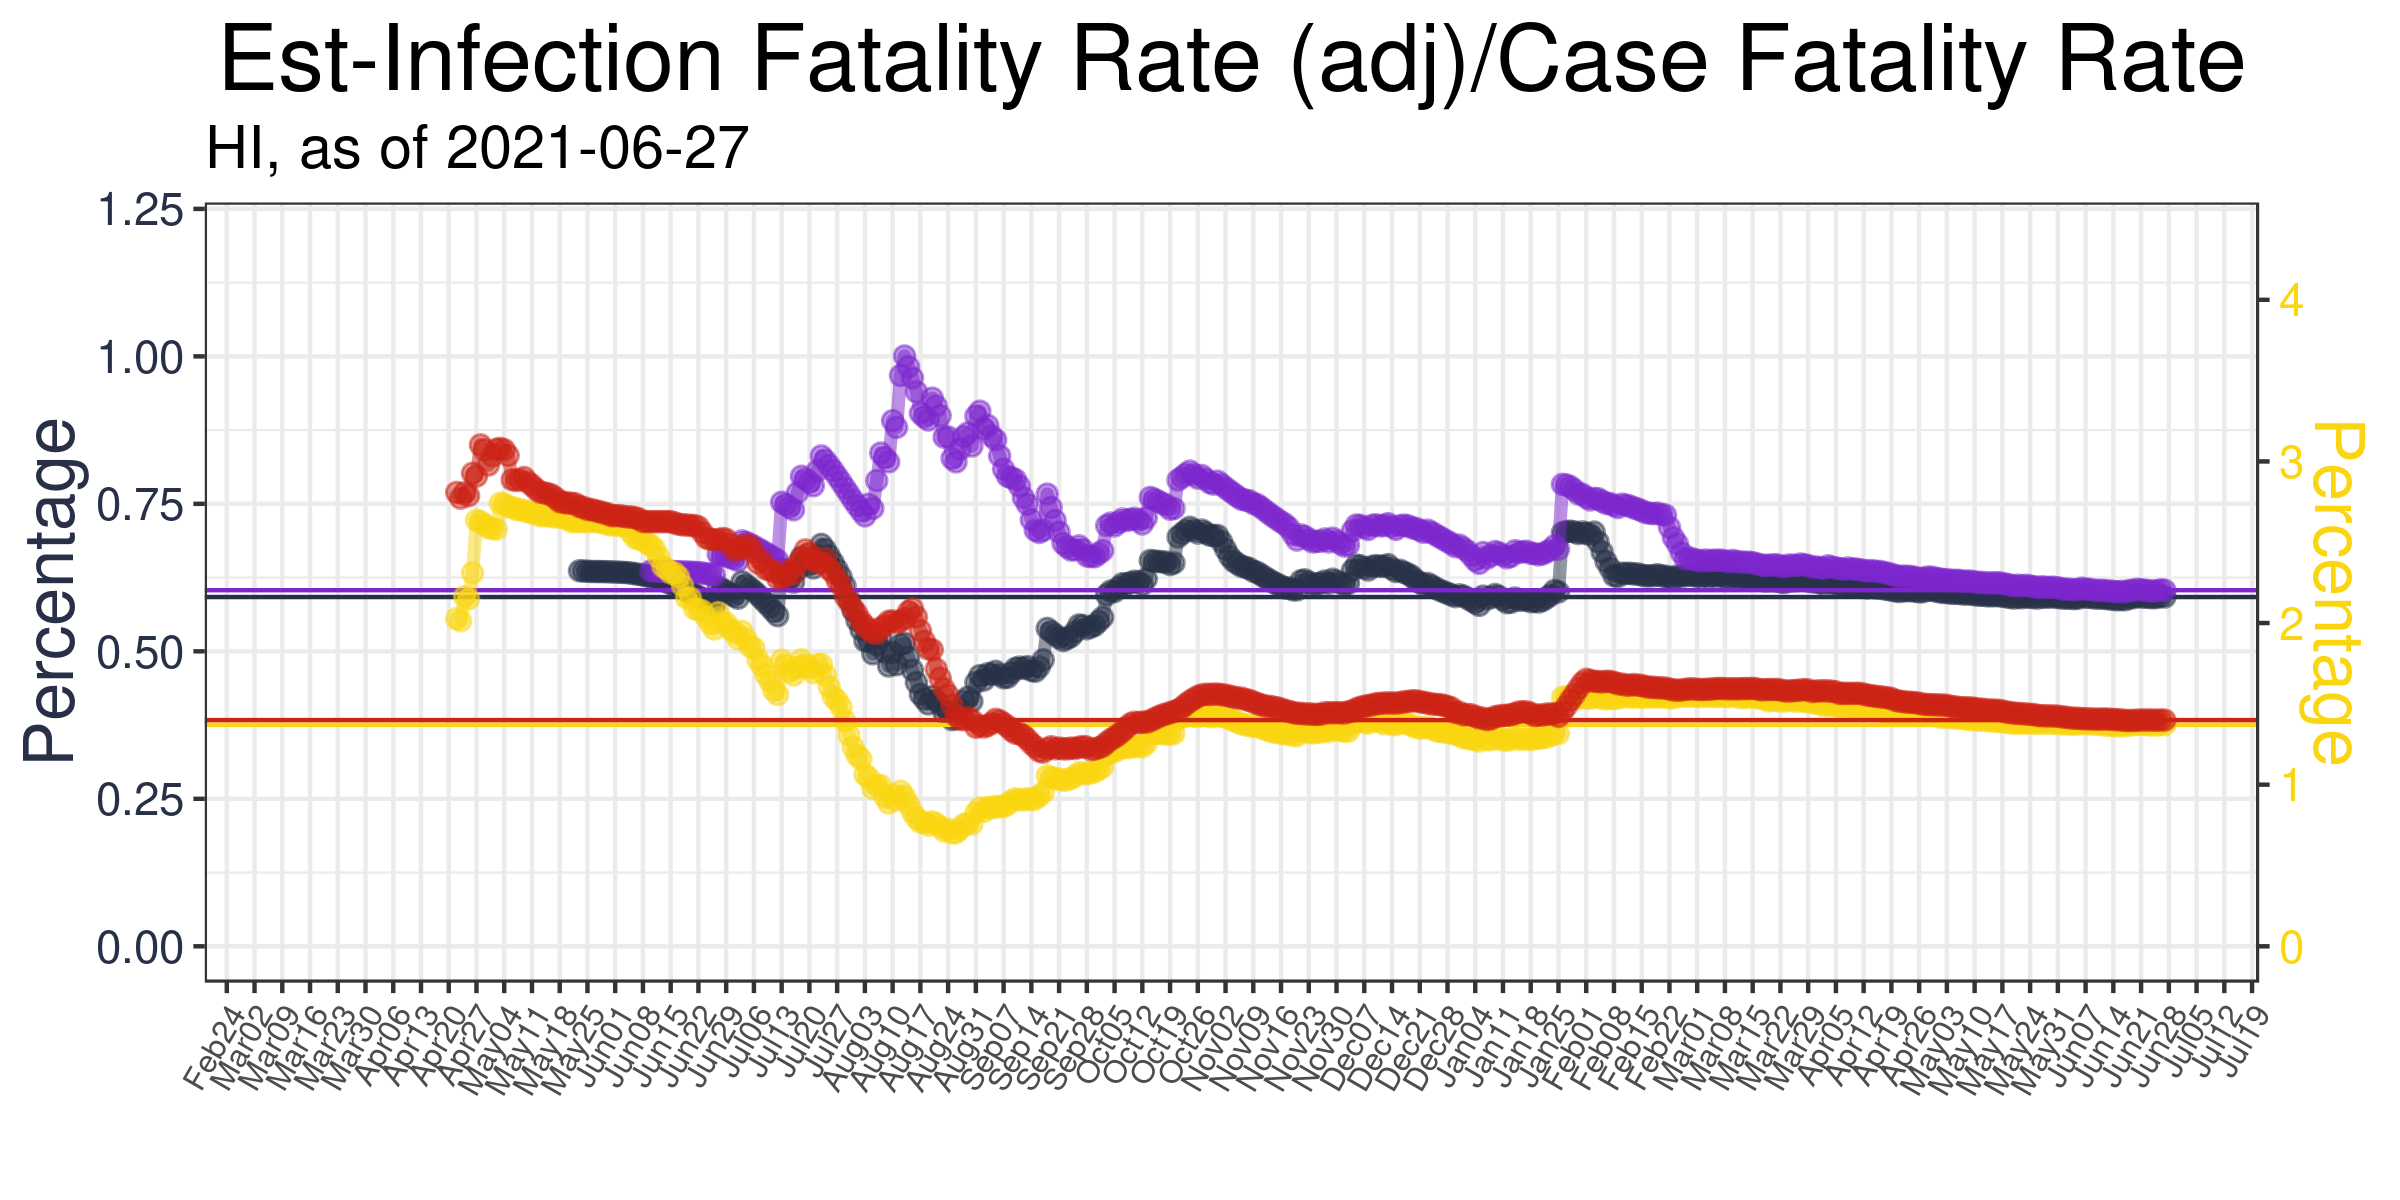 Est-Infection Fatality Rate (adj)/Case Fatality Rate
HI, as of 2021-06-27
1.25
1.00
0.75
0.50
0.25
0.00
Percentage
4
3
2
1
0
Percentage
Feb24
Mar02
Mar09
Mar16
Mar23
Mar30
Apr06
Apr13
Apr20
Apr27
May04
May11
May18
May25
Jun01
Jun08
Jun15
Jun22
Jun29
Jul06
Jul13
Jul20
Jul27
Aug03
Aug10
Aug17
Aug24
Aug31
Sep07
Sep14
Sep21
Sep28
Oct05
Oct12
Oct19
Oct26
Nov02
Nov09
Nov16
Nov23
Nov30
Dec07
Dec14
Dec21
Dec28
Jan04
Jan11
Jan18
Jan25
Feb01
Feb08
Feb15
Feb22
Mar01
Mar08
Mar15
Mar22
Mar29
Apr05
Apr12
Apr19
Apr26
May03
May10
May17
May24
May31
Jun07
Jun14
Jun21
Jun28
Jul05
Jul12
Jul19